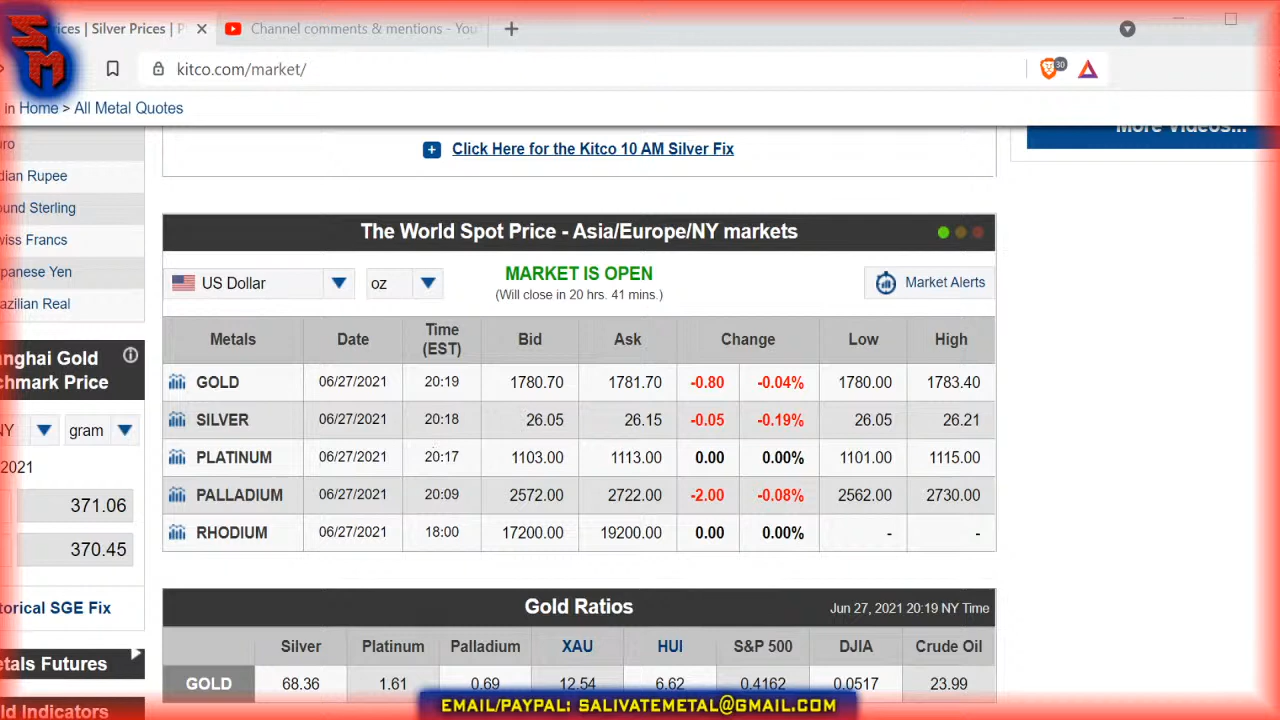 SM
ices | Silver Prices | P
Channel comments & mentions - You
kitco.com/market/
30
in Home > All Metal Quotes
More Videos...
Click Here for the Kitco 10 AM Silver Fix
uro
dian Rupee
ound Sterling
wiss Francs
panese Yen
azilian Real
The World Spot Price - Asia/Europe/NY markets
US Dollar
oz
MARKET IS OPEN
(Will close in 20 hrs. 41 mins.)
Market Alerts
Metals Date Time (EST) Bid Ask Change Low High
GOLD 06/27/2021 20:19 1780.70 1781.70 -0.80 -0.04% 1780.00 1783.40
SILVER 06/27/2021 20:18 26.05 26.15 -0.05 -0.19% 26.05 26.21
PLATINUM 06/27/2021 20:17 1103.00 1113.00 0.00 0.00% 1101.00 1115.00
PALLADIUM 06/27/2021 20:09 2572.00 2722.00 -2.00 -0.08% 2562.00 2730.00
RHODIUM 06/27/2021 18:00 17200.00 19200.00 0.00 0.00% - -
anghai Gold
chmark Price
NY
gram
2021
371.06
370.45
torical SGE Fix
etals Futures
ld Indicators
Gold Ratios
Jun 27, 2021 20:19 NY Time
Silver Platinum Palladium XAU HUI S&P 500 DJIA Crude Oil
GOLD 68.36 1.61 0.69 12.54 6.62 0.4162 0.0517 23.99
EMAIL/PAYPAL: SALIVATEMETAL@GMAIL.COM